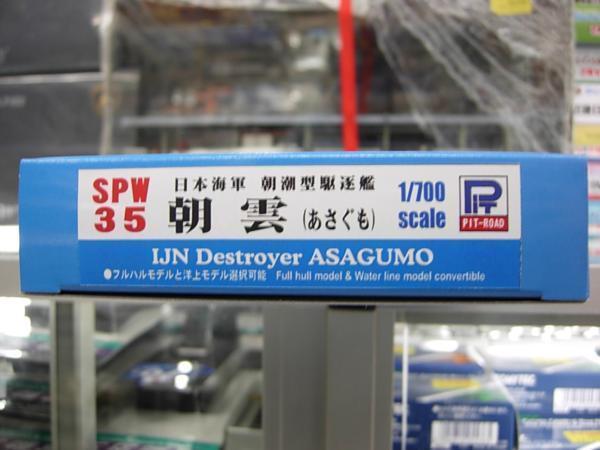 SPW
35
日本海軍 朝潮型駆逐艦
朝雲 (あさぐも)
1/700
scale
PiT
PIT-ROAD
IJN Destroyer ASAGUMO
●フルハルモデルと洋上モデル選択可能 Full hull model & Water line model convertible